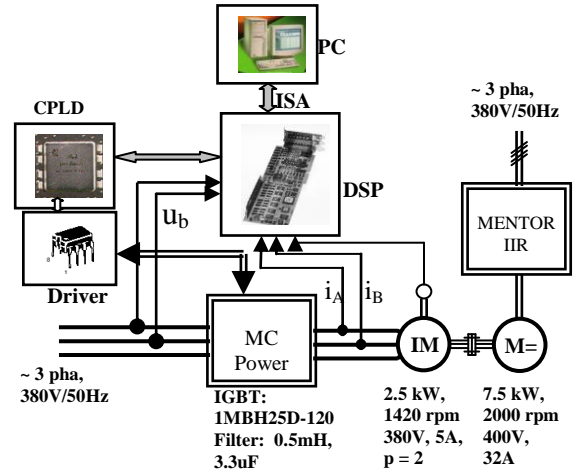 PC
ISA
CPLD
~ 3 pha,
380V/50Hz
DSP
u_b
MENTOR
IIR
Driver
8
1
i_A
i_B
MC
Power
IM
M=
~ 3 pha,
380V/50Hz
IGBT:
1MBH25D-120
Filter: 0.5mH,
3.3uF
2.5 kW,
1420 rpm
380V, 5A,
p = 2
7.5 kW,
2000 rpm
400V,
32A